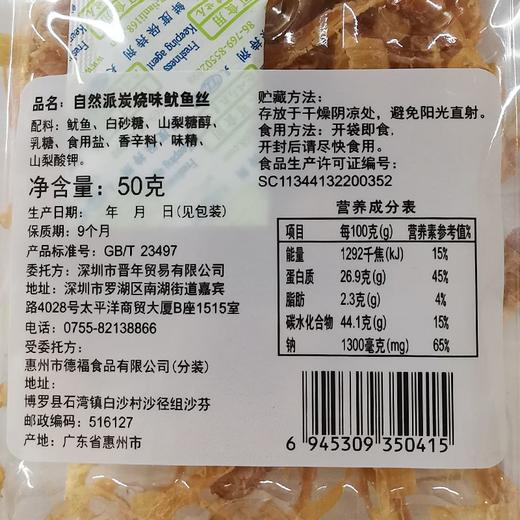 鲜度保持剂
Keeping agent
Freshness
86-769-8502
Keeping agent
Freshness
品名：自然派炭烧味鱿鱼丝
配料：鱿鱼、白砂糖、山梨糖醇、
乳糖、食用盐、香辛料、味精、
山梨酸钾。
净含量：50克
生产日期： 年 月 日(见包装)
保质期：9个月
产品标准号：GB/T 23497
委托方：深圳市晋年贸易有限公司
地址：深圳市罗湖区南湖街道嘉宾
路4028号太平洋商贸大厦B座1515室
电话：0755-82138866
受委托方：
惠州市德福食品有限公司(分装)
地址：
博罗县石湾镇白沙村沙径组沙芬
邮政编码：516127
产地：广东省惠州市
贮藏方法：
存放于干燥阴凉处，避免阳光直射。
食用方法：开袋即食，
开封后请尽快食用。
食品生产许可证编号：
SC11344132200352
营养成分表
项目 每100克(g) 营养素参考值%
能量 1292千焦(kJ) 15%
蛋白质 26.9克(g) 45%
脂肪 2.3克(g) 4%
碳水化合物 44.1克(g) 15%
钠 1300毫克(mg) 65%
6 945309 350415